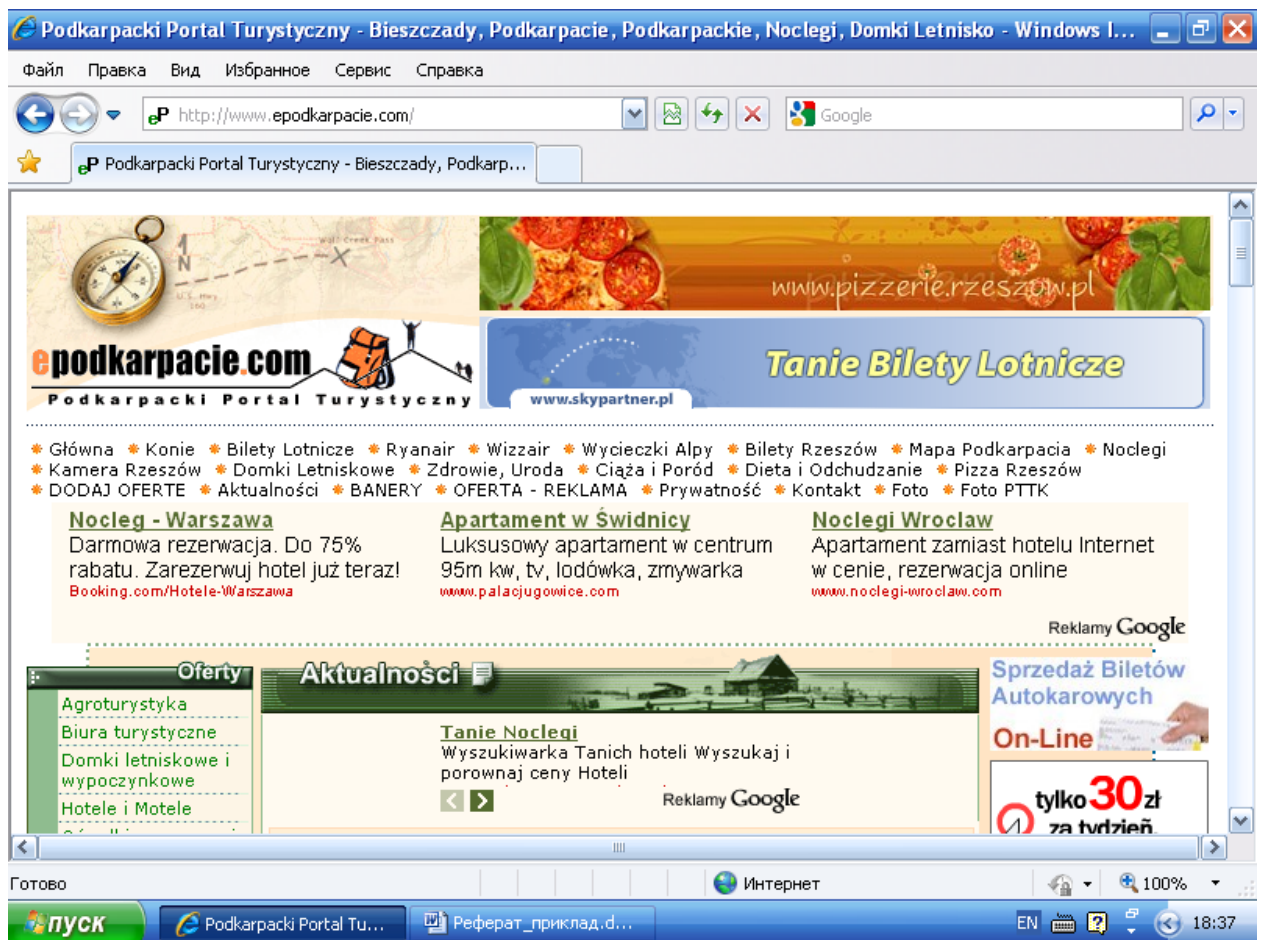 Podkarpacki Portal Turystyczny - Bieszczady, Podkarpacie, Podkarpackie, Noclegi, Domki Letnisko - Windows I...
Файл Правка Вид Избранное Сервис Справка
eP http://www.epodkarpacie.com/
Google
eP Podkarpacki Portal Turystyczny - Bieszczady, Podkarp...
Wolf Creek Pass
1
N
U.S. Hwy
160
www.pizzerie.rzeszow.pl
epodkarpacie.com
Podkarpacki Portal Turystyczny
Tanie Bilety Lotnicze
www.skypartner.pl
Główna Konie Bilety Lotnicze Ryanair Wizzair Wycieczki Alpy Bilety Rzeszów Mapa Podkarpacia Noclegi
Kamera Rzeszów Domki Letniskowe Zdrowie, Uroda Ciąża i Poród Dieta i Odchudzanie Pizza Rzeszów
DODAJ OFERTE Aktualności BANERY OFERTA - REKLAMA Prywatność Kontakt Foto Foto PTTK
Nocleg - Warszawa
Darmowa rezerwacja. Do 75%
rabatu. Zarezerwuj hotel już teraz!
Booking.com/Hotele-Warszawa
Apartament w Świdnicy
Luksusowy apartament w centrum
95m kw, tv, lodówka, zmywarka
www.palacjugowice.com
Noclegi Wroclaw
Apartament zamiast hotelu Internet
w cenie, rezerwacja online
www.noclegi-wroclaw.com
Reklamy Google
Oferty
Agroturystyka
Biura turystyczne
Domki letniskowe i
wypoczynkowe
Hotele i Motele
Aktualności
Tanie Noclegi
Wyszukiwarka Tanich hoteli Wyszukaj i
porownaj ceny Hoteli
Reklamy Google
Sprzedaż Biletów
Autokarowych
On-Line
tylko 30 zł
za tydzień.
Готово
Интернет
100%
пуск
Podkarpacki Portal Tu...
Реферат_приклад.d...
EN
18:37